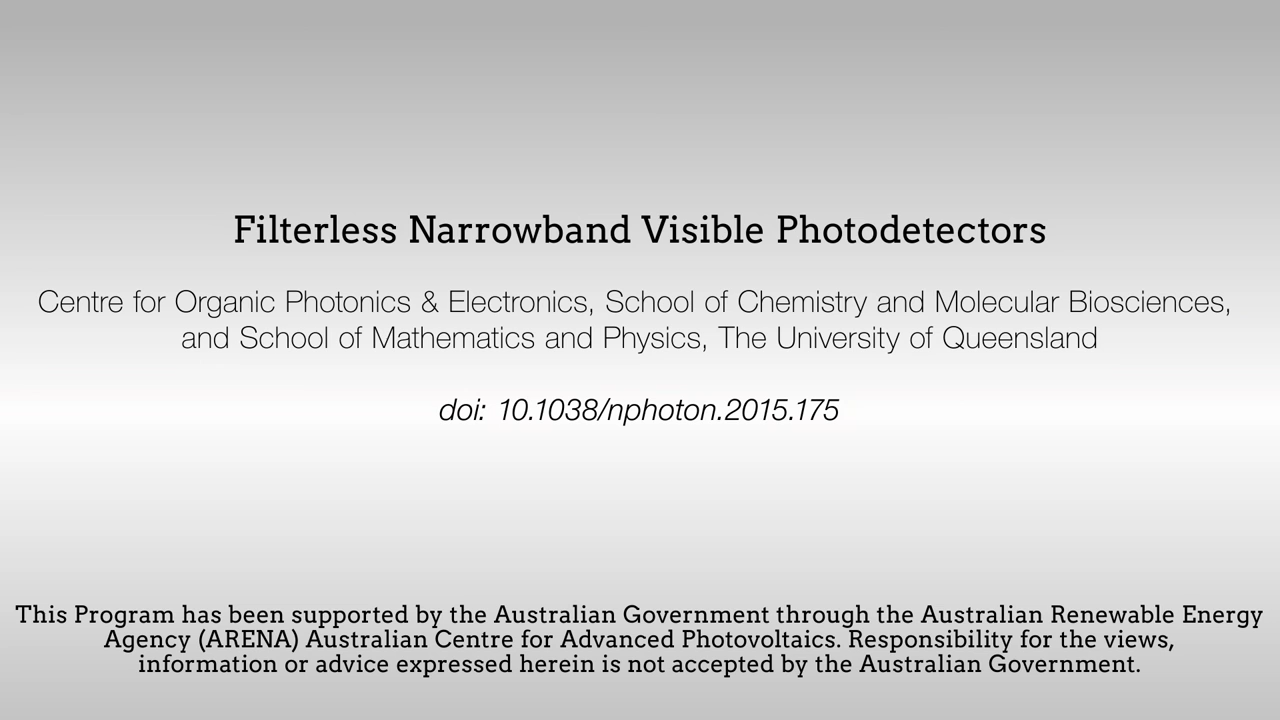 Filterless Narrowband Visible Photodetectors
Centre for Organic Photonics & Electronics, School of Chemistry and Molecular Biosciences,
and School of Mathematics and Physics, The University of Queensland
doi: 10.1038/nphoton.2015.175
This Program has been supported by the Australian Government through the Australian Renewable Energy
Agency (ARENA) Australian Centre for Advanced Photovoltaics. Responsibility for the views,
information or advice expressed herein is not accepted by the Australian Government.